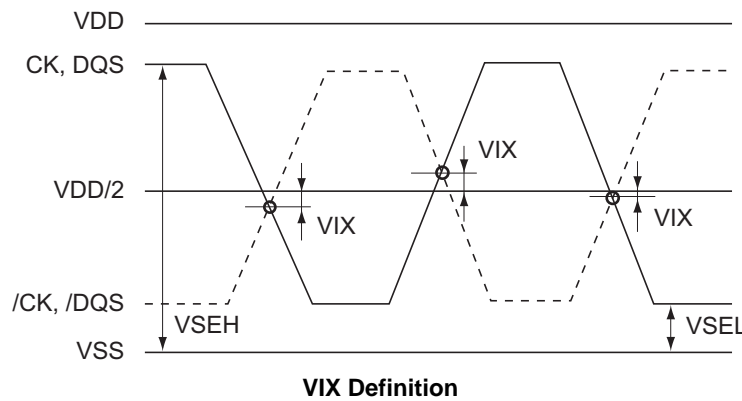 VDD
CK, DQS
VIX
VDD/2
VIX
VIX
/CK, /DQS
VSEH
VSEL
VSS
VIX Definition